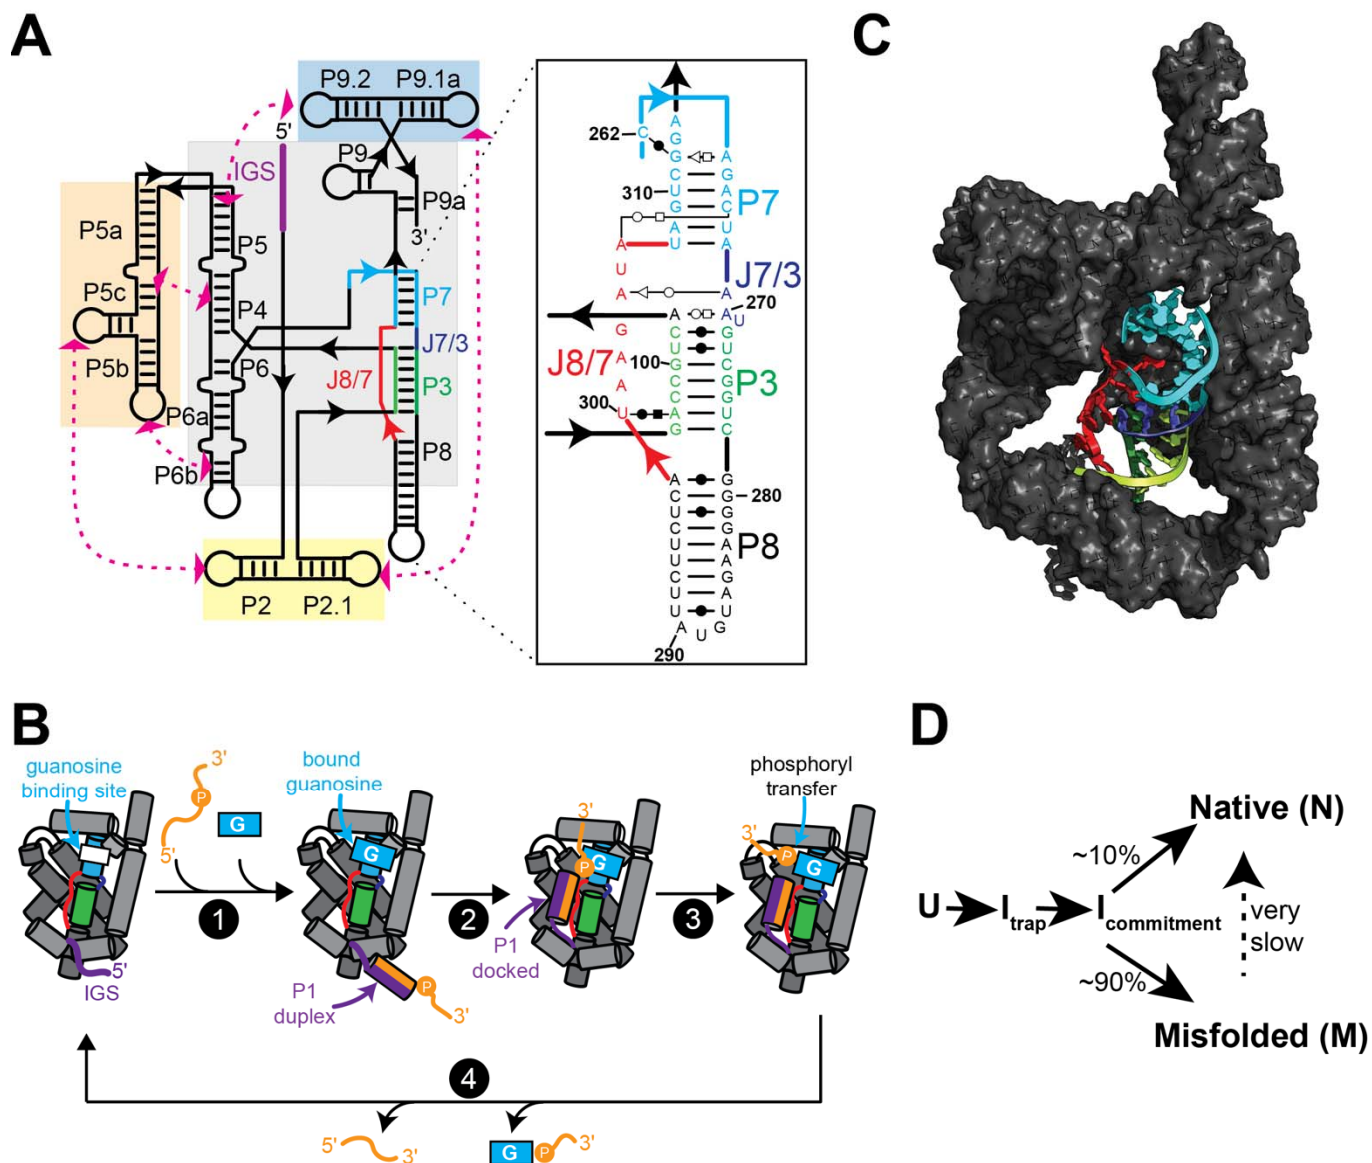 A
P9.2 P9.1a
5'
IGS
P9
P9a
3'
P5a
P5
P5c
P4
P7
J7/3
P5b
P6
J8/7
P3
P6a
P8
P6b
P2 P2.1
262
C
A
G
G
C
U
G
A
U
310
A
G
A
C
U
A
P7
J7/3
A
U
A
G
A
A
U
J8/7
300
A
A
U
270
A
C
U
G
C
C
A
G
100
G
U
C
G
G
U
C
P3
A
C
U
C
U
U
C
U
U
A
U
G
290
G
G
G
G
A
A
G
A
U
280
P8
C
B
guanosine
binding site
3'
P
5'
G
1
5'
IGS
bound
guanosine
G
P1
duplex
P
3'
2
3'
P
G
P1
docked
3
phosphoryl
transfer
3'
P
G
4
5' 3'
G P 3'
D
Native (N)
~10%
U I trap I commitment
very
slow
~90%
Misfolded (M)